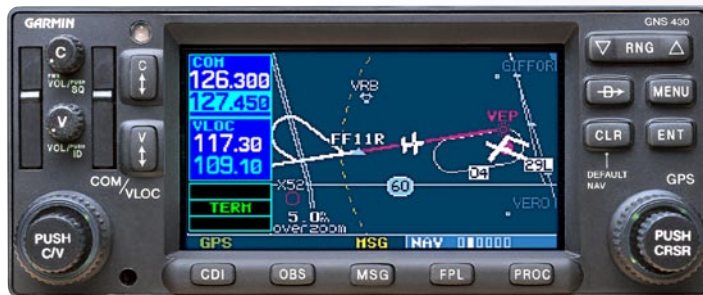 GARMIN
GNS 430
C
PWR VOL/PUSH SQ
C
COM
126.300
127.450
VLOC
117.30
109.10
TERM
GPS
VRB
GIFFOR
VEP
FF11R
04
29L
60
X52
VERO
5.0
overzoom
MSG
NAV
RNG
D
MENU
CLR
ENT
DEFAULT
NAV
V
VOL/PUSH ID
V
COM/VLOC
GPS
PUSH
C/V
PUSH
CRSR
CDI
OBS
MSG
FPL
PROC